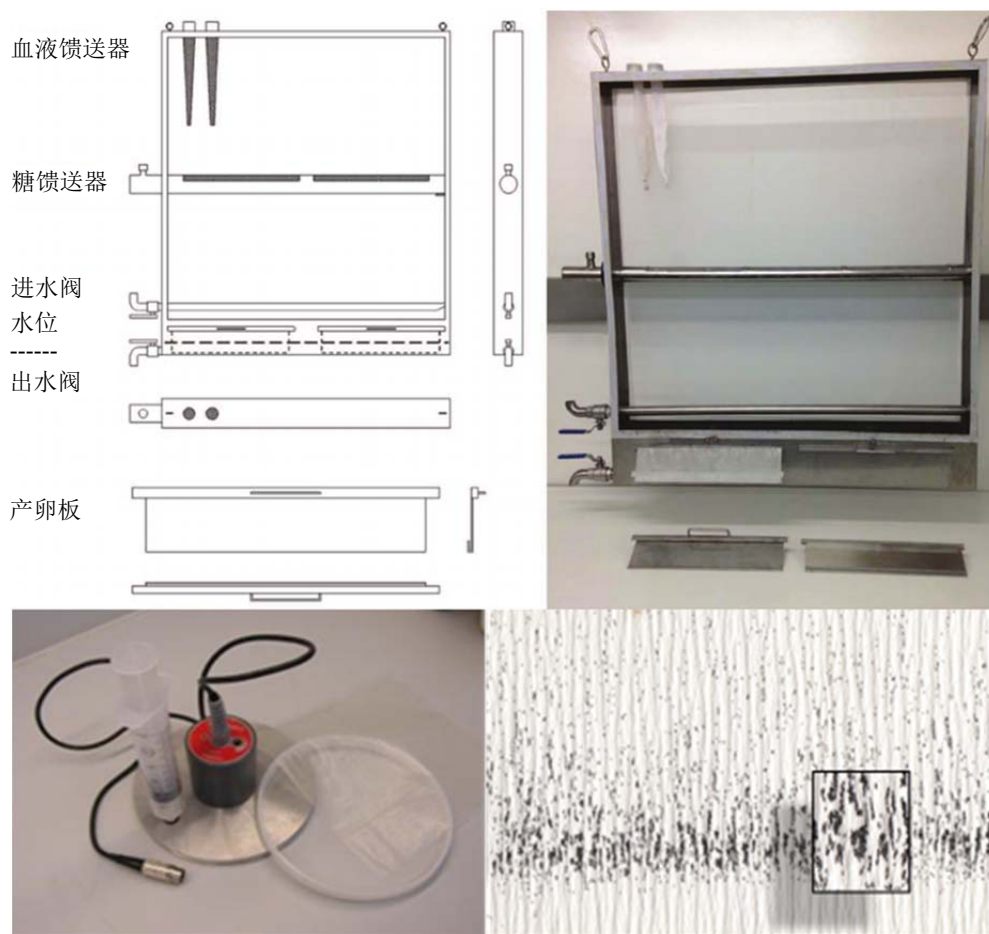 血液馈送器
糖馈送器
进水阀
水位
------
出水阀
产卵板